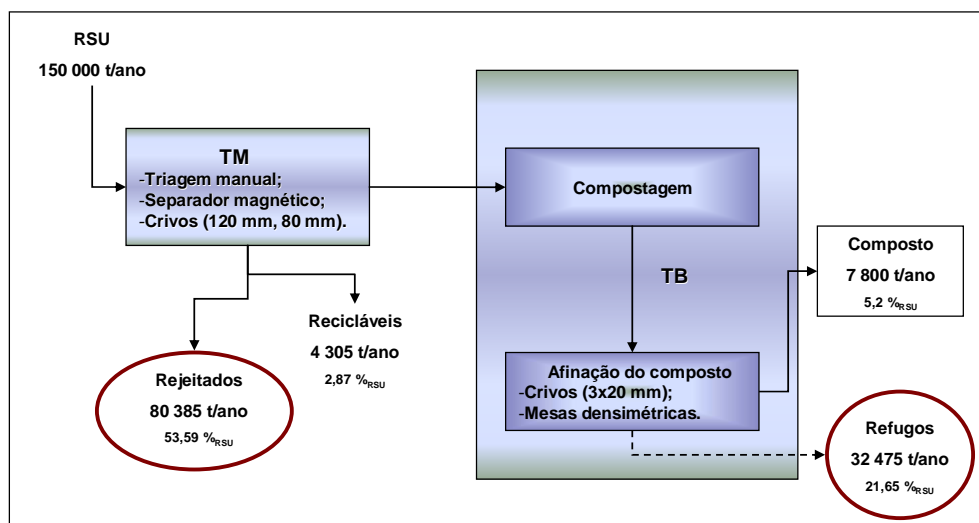 RSU
150 000 t/ano
TM
-Triagem manual;
-Separador magnético;
-Crivos (120 mm, 80 mm).
Rejeitados
80 385 t/ano
53,59 %RSU
Recicláveis
4 305 t/ano
2,87 %RSU
Compostagem
TB
Afinação do composto
-Crivos (3x20 mm);
-Mesas densimétricas.
Composto
7 800 t/ano
5,2 %RSU
Refugos
32 475 t/ano
21,65 %RSU